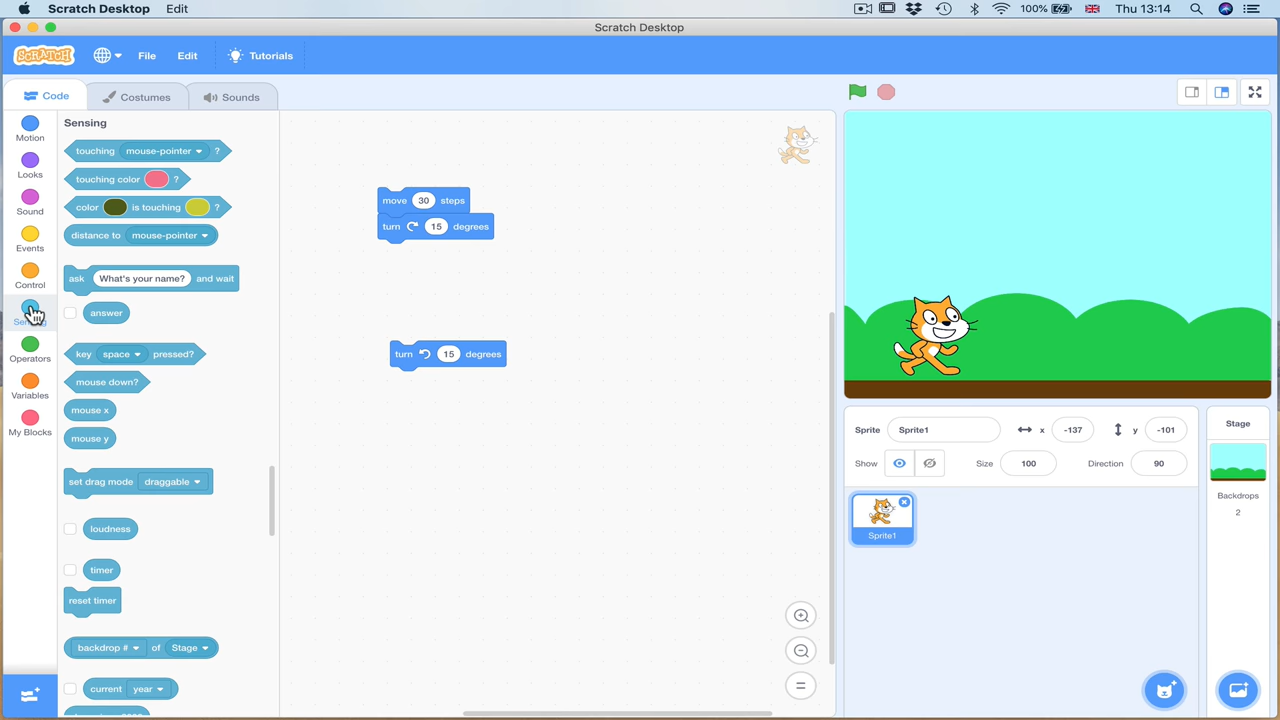 Scratch Desktop Edit 100% Thu 13:14
Scratch Desktop
SCRATCH File Edit Tutorials
Code Costumes Sounds
Motion
Looks
Sound
Events
Control
Operators
Variables
My Blocks
Sensing
touching mouse-pointer ?
touching color ?
color is touching ?
distance to mouse-pointer
ask What's your name? and wait
answer
key space pressed?
mouse down?
mouse x
mouse y
set drag mode draggable
loudness
timer
reset timer
backdrop # of Stage
current year
move 30 steps
turn 15 degrees
turn 15 degrees
Sprite Sprite1 x -137 y -101
Show Size 100 Direction 90
Sprite1
Stage
Backdrops
2